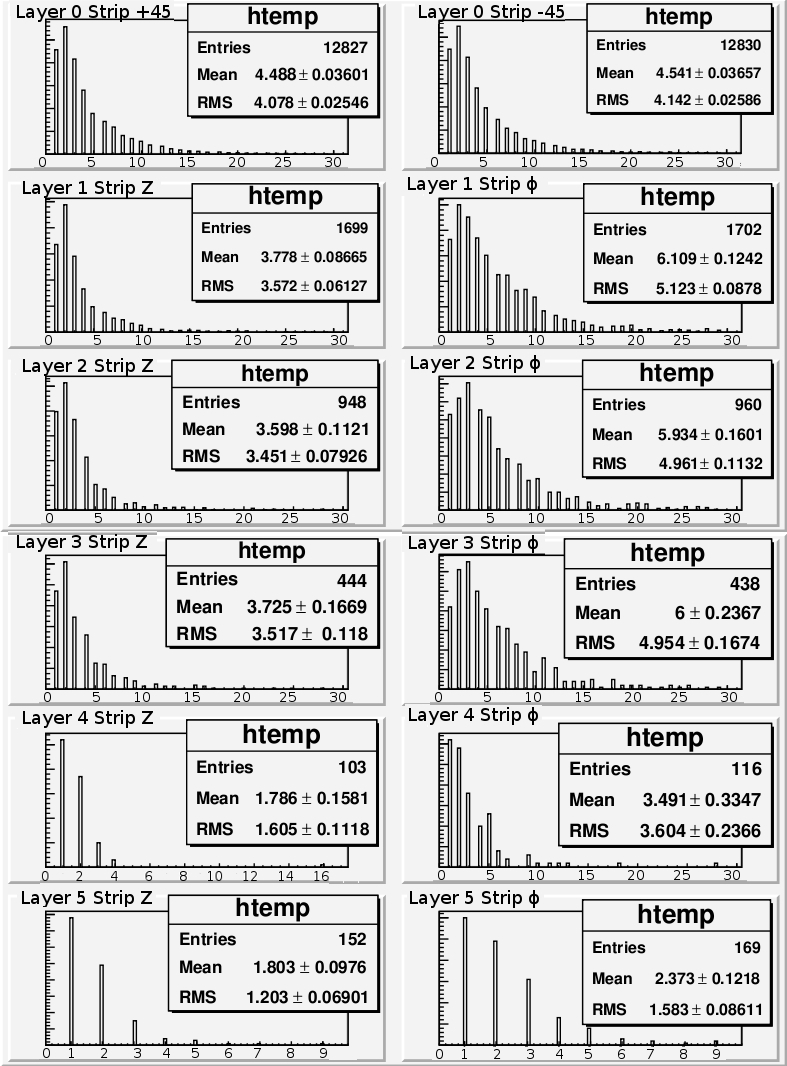 Layer 0 Strip +45
htemp
Entries 12827
Mean 4.488 ± 0.03601
RMS 4.078 ± 0.02546
0 5 10 15 20 25 30
Layer 0 Strip -45
htemp
Entries 12830
Mean 4.541 ± 0.03657
RMS 4.142 ± 0.02586
0 5 10 15 20 25 30
Layer 1 Strip Z
htemp
Entries 1699
Mean 3.778 ± 0.08665
RMS 3.572 ± 0.06127
0 5 10 15 20 25 30
Layer 1 Strip ϕ
htemp
Entries 1702
Mean 6.109 ± 0.1242
RMS 5.123 ± 0.0878
0 5 10 15 20 25 30
Layer 2 Strip Z
htemp
Entries 948
Mean 3.598 ± 0.1121
RMS 3.451 ± 0.07926
0 5 10 15 20 25 30
Layer 2 Strip ϕ
htemp
Entries 960
Mean 5.934 ± 0.1601
RMS 4.961 ± 0.1132
0 5 10 15 20 25 30
Layer 3 Strip Z
htemp
Entries 444
Mean 3.725 ± 0.1669
RMS 3.517 ± 0.118
0 5 10 15 20 25 30
Layer 3 Strip ϕ
htemp
Entries 438
Mean 6 ± 0.2367
RMS 4.954 ± 0.1674
0 5 10 15 20 25 30
Layer 4 Strip Z
htemp
Entries 103
Mean 1.786 ± 0.1581
RMS 1.605 ± 0.1118
0 2 4 6 8 10 12 14 16
Layer 4 Strip ϕ
htemp
Entries 116
Mean 3.491 ± 0.3347
RMS 3.604 ± 0.2366
0 5 10 15 20 25 30
Layer 5 Strip Z
htemp
Entries 152
Mean 1.803 ± 0.0976
RMS 1.203 ± 0.06901
0 1 2 3 4 5 6 7 8 9
Layer 5 Strip ϕ
htemp
Entries 169
Mean 2.373 ± 0.1218
RMS 1.583 ± 0.08611
0 1 2 3 4 5 6 7 8 9